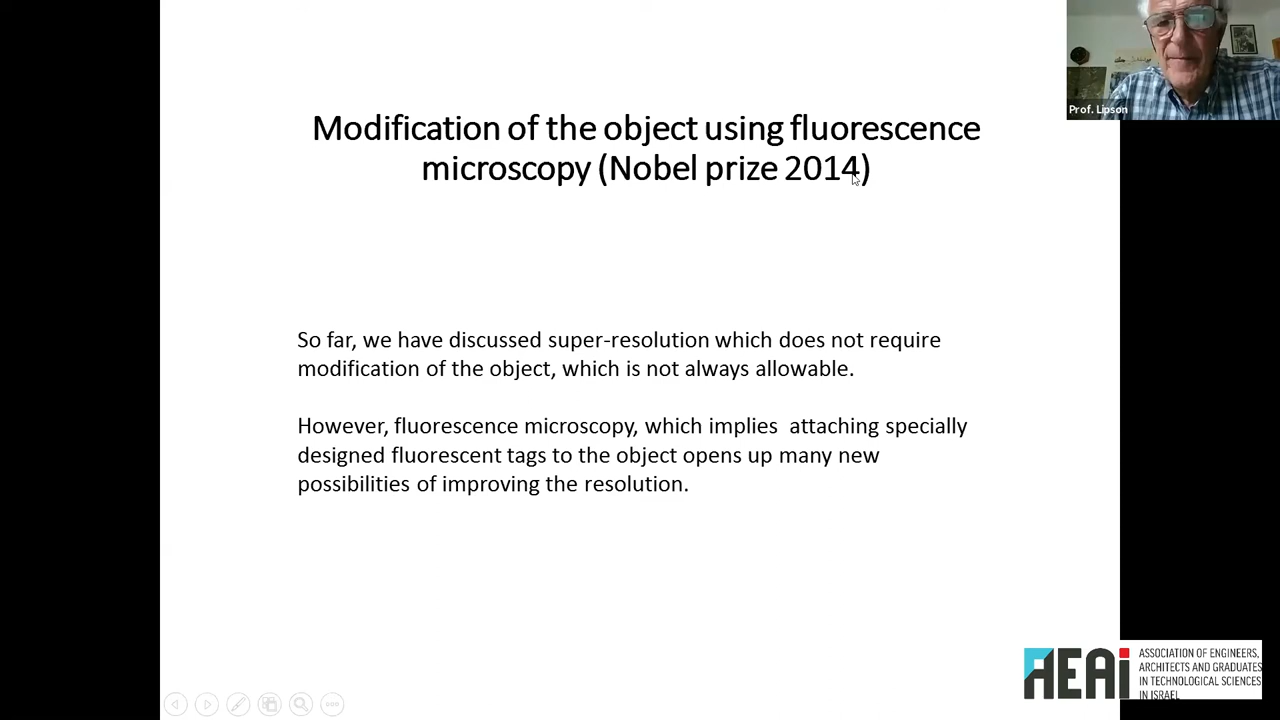 Modification of the object using fluorescence
microscopy (Nobel prize 2014)
Prof. Lipson
So far, we have discussed super-resolution which does not require
modification of the object, which is not always allowable.
However, fluorescence microscopy, which implies attaching specially
designed fluorescent tags to the object opens up many new
possibilities of improving the resolution.
AEAi
ASSOCIATION OF ENGINEERS,
ARCHITECTS AND GRADUATES
IN TECHNOLOGICAL SCIENCES
IN ISRAEL